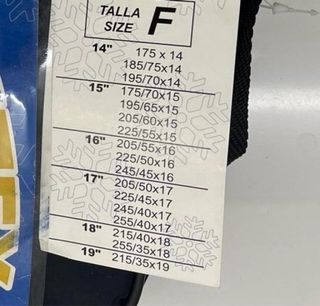 TALLA
SIZE F
14" 175 x 14
185/75x14
195/70x14
15" 175/70x15
195/65x15
205/60x15
225/55x15
16" 205/55x16
225/50x16
245/45x16
17" 205/50x17
225/45x17
245/40x17
255/40x17
18" 215/40x18
255/35x18
19" 215/35x19